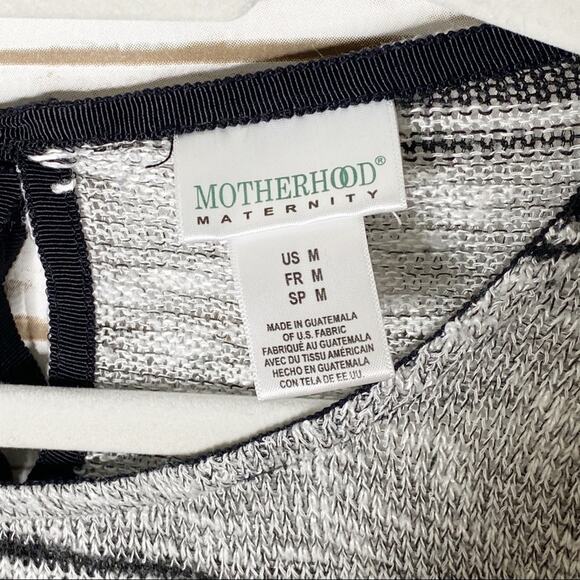 MOTHERHOOD®
MATERNITY
US M
FR M
SP M
MADE IN GUATEMALA
OF U.S. FABRIC
FABRIQUÉ AU GUATEMALA
AVEC DU TISSU AMÉRICAIN
HECHO EN GUATEMALA
CON TELA DE EE.UU